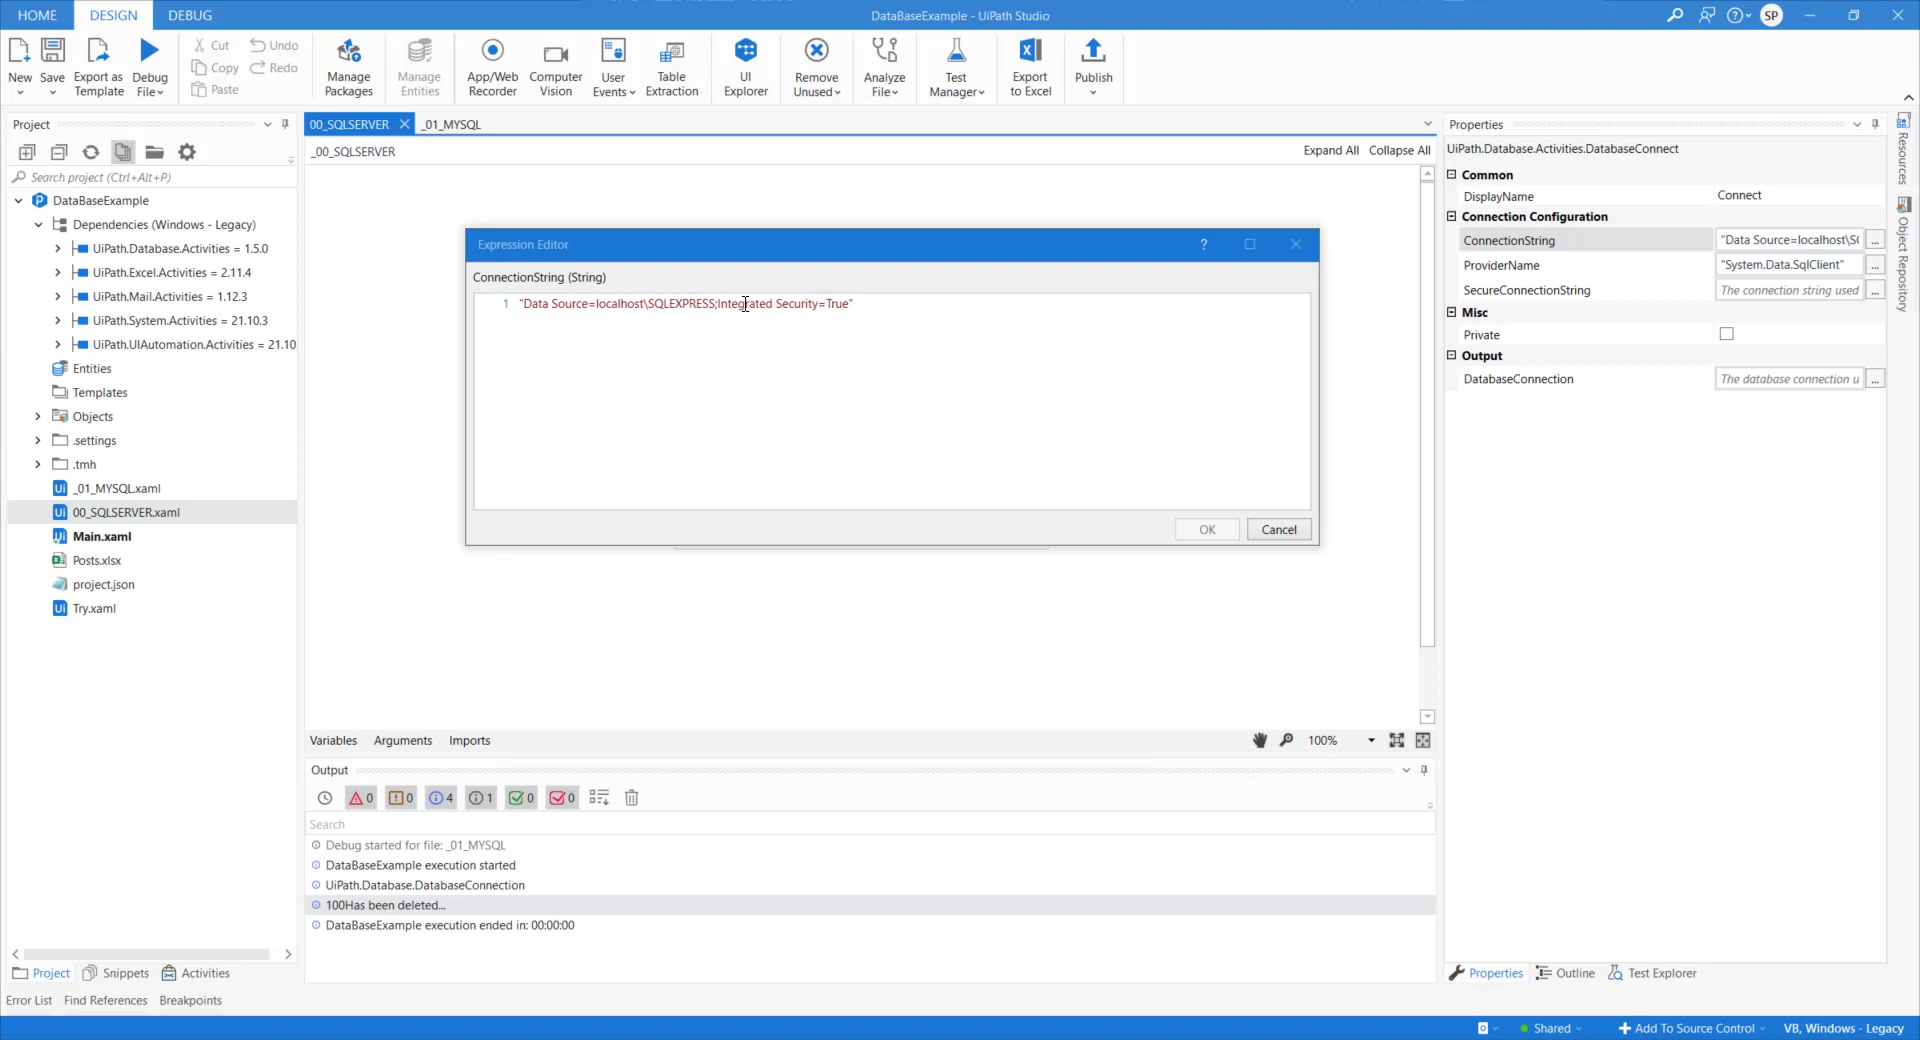 HOME
DESIGN
DEBUG
DataBaseExample - UiPath Studio
SP
New
Save
Export as Template
Debug File
Cut
Copy
Paste
Undo
Redo
Manage Packages
Manage Entities
App/Web Recorder
Computer Vision
User Events
Table Extraction
UI Explorer
Remove Unused
Analyze File
Test Manager
Export to Excel
Publish
Project
Search project (Ctrl+Alt+P)
DataBaseExample
Dependencies (Windows - Legacy)
UiPath.Database.Activities = 1.5.0
UiPath.Excel.Activities = 2.11.4
UiPath.Mail.Activities = 1.12.3
UiPath.System.Activities = 21.10.3
UiPath.UIAutomation.Activities = 21.10
Entities
Templates
Objects
.settings
.tmh
_01_MYSQL.xaml
00_SQLSERVER.xaml
Main.xaml
Posts.xlsx
project.json
Try.xaml
Project
Snippets
Activities
00_SQLSERVER
_01_MYSQL
_00_SQLSERVER
Expand All
Collapse All
Expression Editor
?
ConnectionString (String)
1 "Data Source=localhost\SQLEXPRESS;Integrated Security=True"
OK
Cancel
Variables
Arguments
Imports
100%
Output
0
0
4
1
0
0
Search
Debug started for file: _01_MYSQL
DataBaseExample execution started
UiPath.Database.DatabaseConnection
100Has been deleted...
DataBaseExample execution ended in: 00:00:00
Properties
UiPath.Database.Activities.DatabaseConnect
Common
DisplayName
Connect
Connection Configuration
ConnectionString
"Data Source=localhost\S(
...
ProviderName
"System.Data.SqlClient"
...
SecureConnectionString
The connection string used
...
Misc
Private
Output
DatabaseConnection
The database connection u
...
Properties
Outline
Test Explorer
Resources
Object Repository
Error List
Find References
Breakpoints
Shared
Add To Source Control
VB, Windows - Legacy